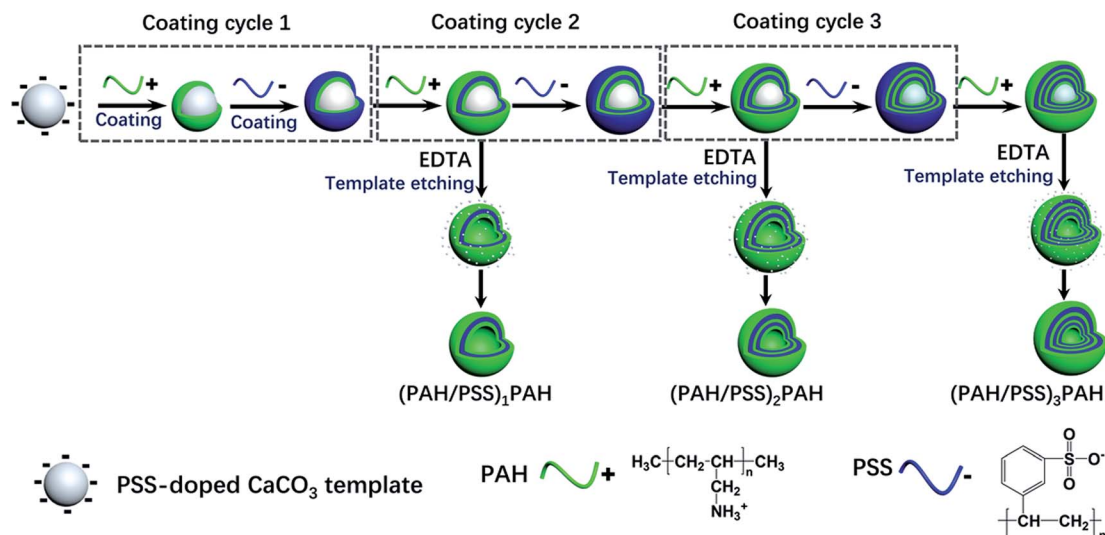 Coating cycle 1
Coating cycle 2
Coating cycle 3
+ - + - + - +
Coating
Coating
EDTA
Template etching
EDTA
Template etching
EDTA
Template etching
(PAH/PSS)₁PAH
(PAH/PSS)₂PAH
(PAH/PSS)₃PAH
PSS-doped CaCO₃ template
PAH +
H₃C-[CH₂-CH]n-CH₃
CH₂
NH₃⁺
PSS -
O
S-O⁻
O
[CH-CH₂]n